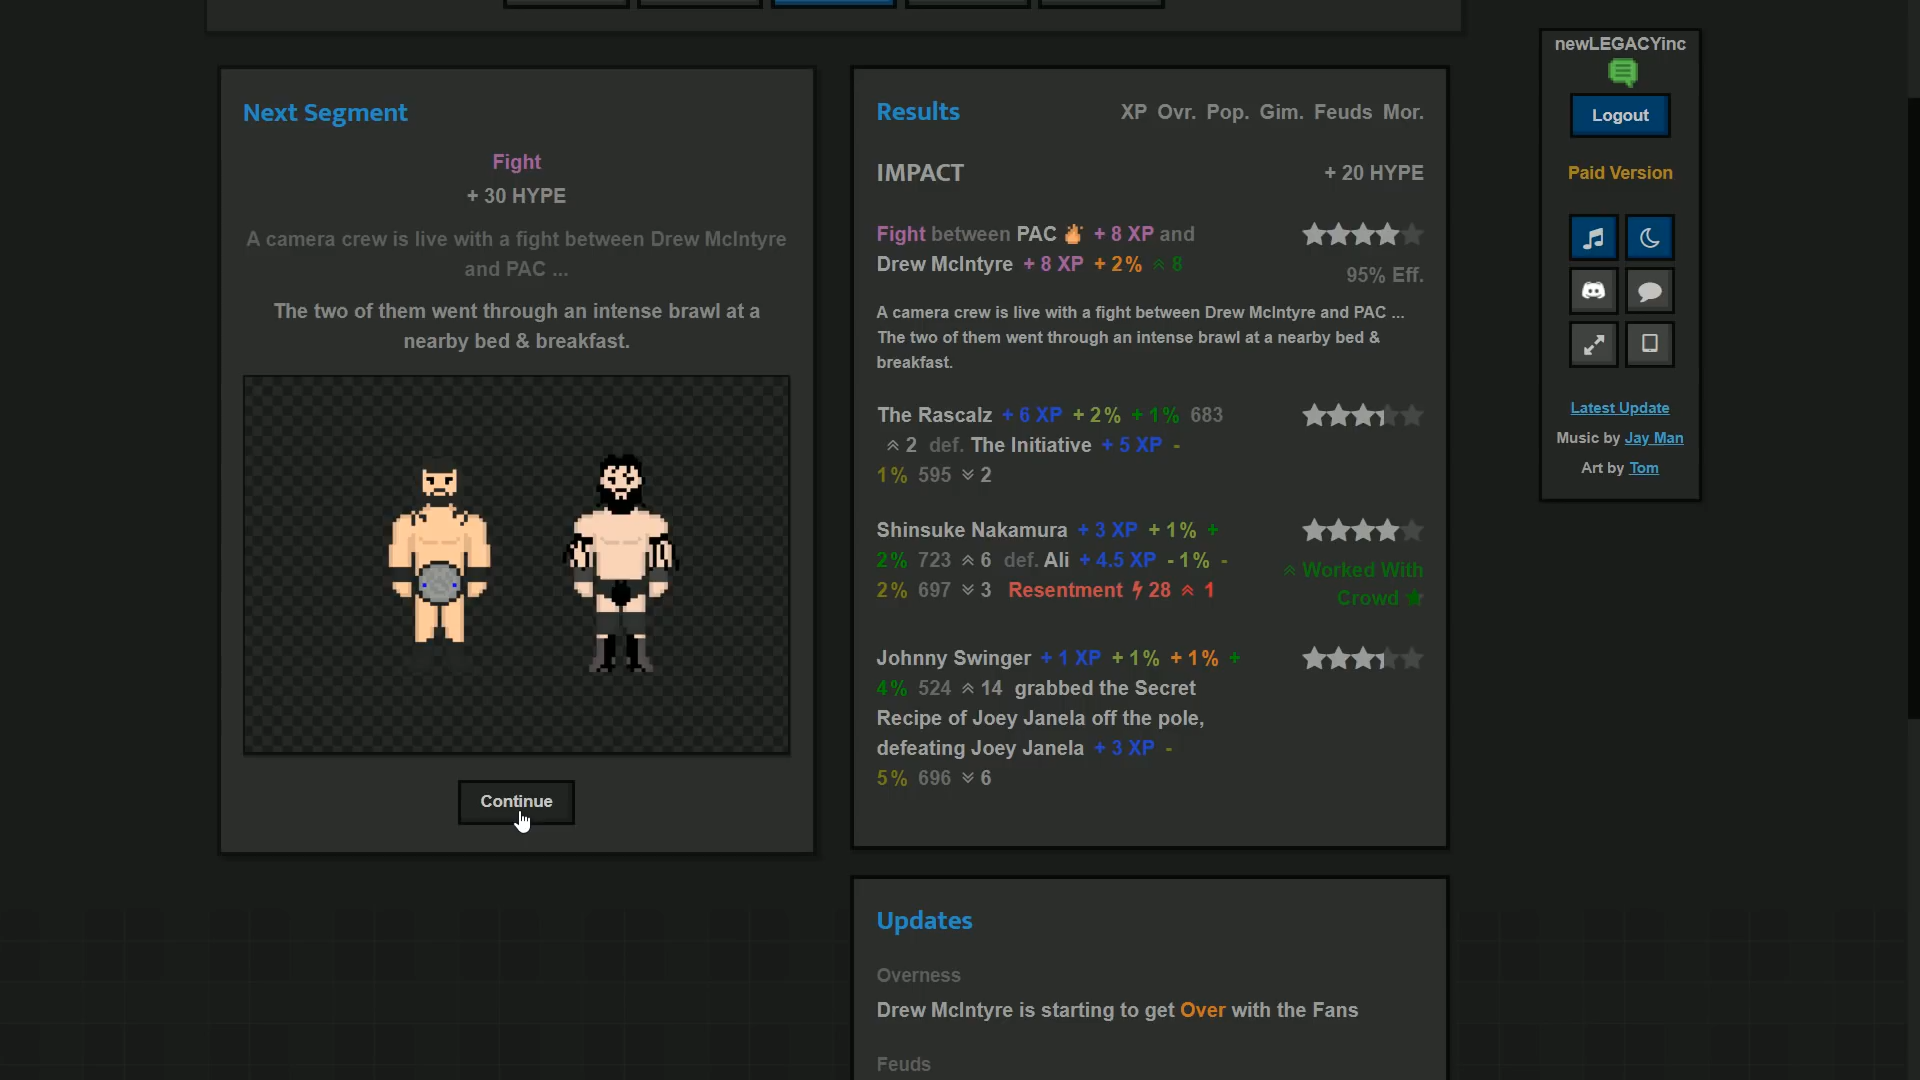 Next Segment
Fight
+ 30 HYPE
A camera crew is live with a fight between Drew McIntyre
and PAC ...
The two of them went through an intense brawl at a
nearby bed & breakfast.
Continue
Results
XP Ovr. Pop. Gim. Feuds Mor.
IMPACT
+ 20 HYPE
Fight between PAC + 8 XP and
Drew McIntyre + 8 XP + 2% 8
95% Eff.
A camera crew is live with a fight between Drew McIntyre and PAC ...
The two of them went through an intense brawl at a nearby bed &
breakfast.
The Rascalz + 6 XP + 2% + 1% 683
2 def. The Initiative + 5 XP -
1% 595 2
Shinsuke Nakamura + 3 XP + 1% +
2% 723 6 def. Ali + 4.5 XP - 1% -
2% 697 3 Resentment 28 1
Worked With
Crowd
Johnny Swinger + 1 XP + 1% + 1% +
4% 524 14 grabbed the Secret
Recipe of Joey Janela off the pole,
defeating Joey Janela + 3 XP -
5% 696 6
Updates
Overness
Drew McIntyre is starting to get Over with the Fans
Feuds
newLEGACYinc
Logout
Paid Version
Latest Update
Music by Jay Man
Art by Tom